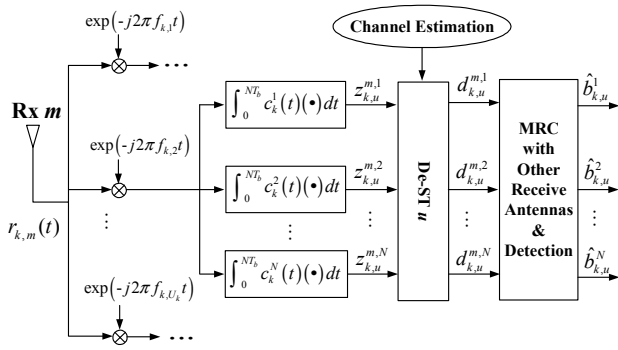 Channel Estimation
exp(-j2πf_{k,1}t)
• • •
Rx m
r_{k,m}(t)
exp(-j2πf_{k,2}t)
⋮
exp(-j2πf_{k,U_k}t)
• • •
∫_0^{NT_b} c_k^1(t)(•)dt
z_{k,u}^{m,1}
∫_0^{NT_b} c_k^2(t)(•)dt
z_{k,u}^{m,2}
⋮
⋮
∫_0^{NT_b} c_k^N(t)(•)dt
z_{k,u}^{m,N}
De-ST u
d_{k,u}^{m,1}
d_{k,u}^{m,2}
⋮
d_{k,u}^{m,N}
MRC
with
Other
Receive
Antennas
&
Detection
b̂_{k,u}^1
b̂_{k,u}^2
⋮
b̂_{k,u}^N